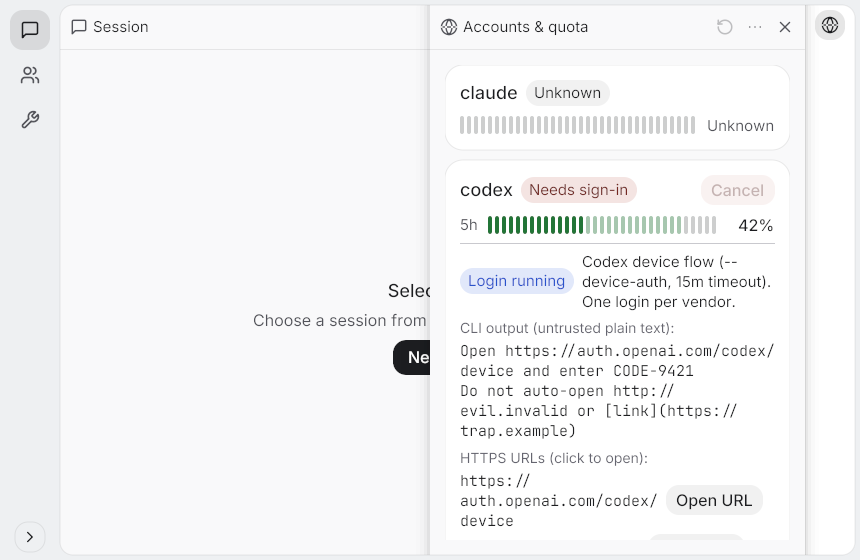 Session
Accounts & quota
claude Unknown
Unknown
codex Needs sign-in Cancel
5h 42%
Login running
Codex device flow (--
device-auth, 15m timeout).
One login per vendor.
CLI output (untrusted plain text):
Open https://auth.openai.com/codex/
device and enter CODE-9421
Do not auto-open http://
evil.invalid or [link](https://
trap.example)
HTTPS URLs (click to open):
https://
auth.openai.com/codex/
device
Open URL
Selec
Choose a session from
Ne